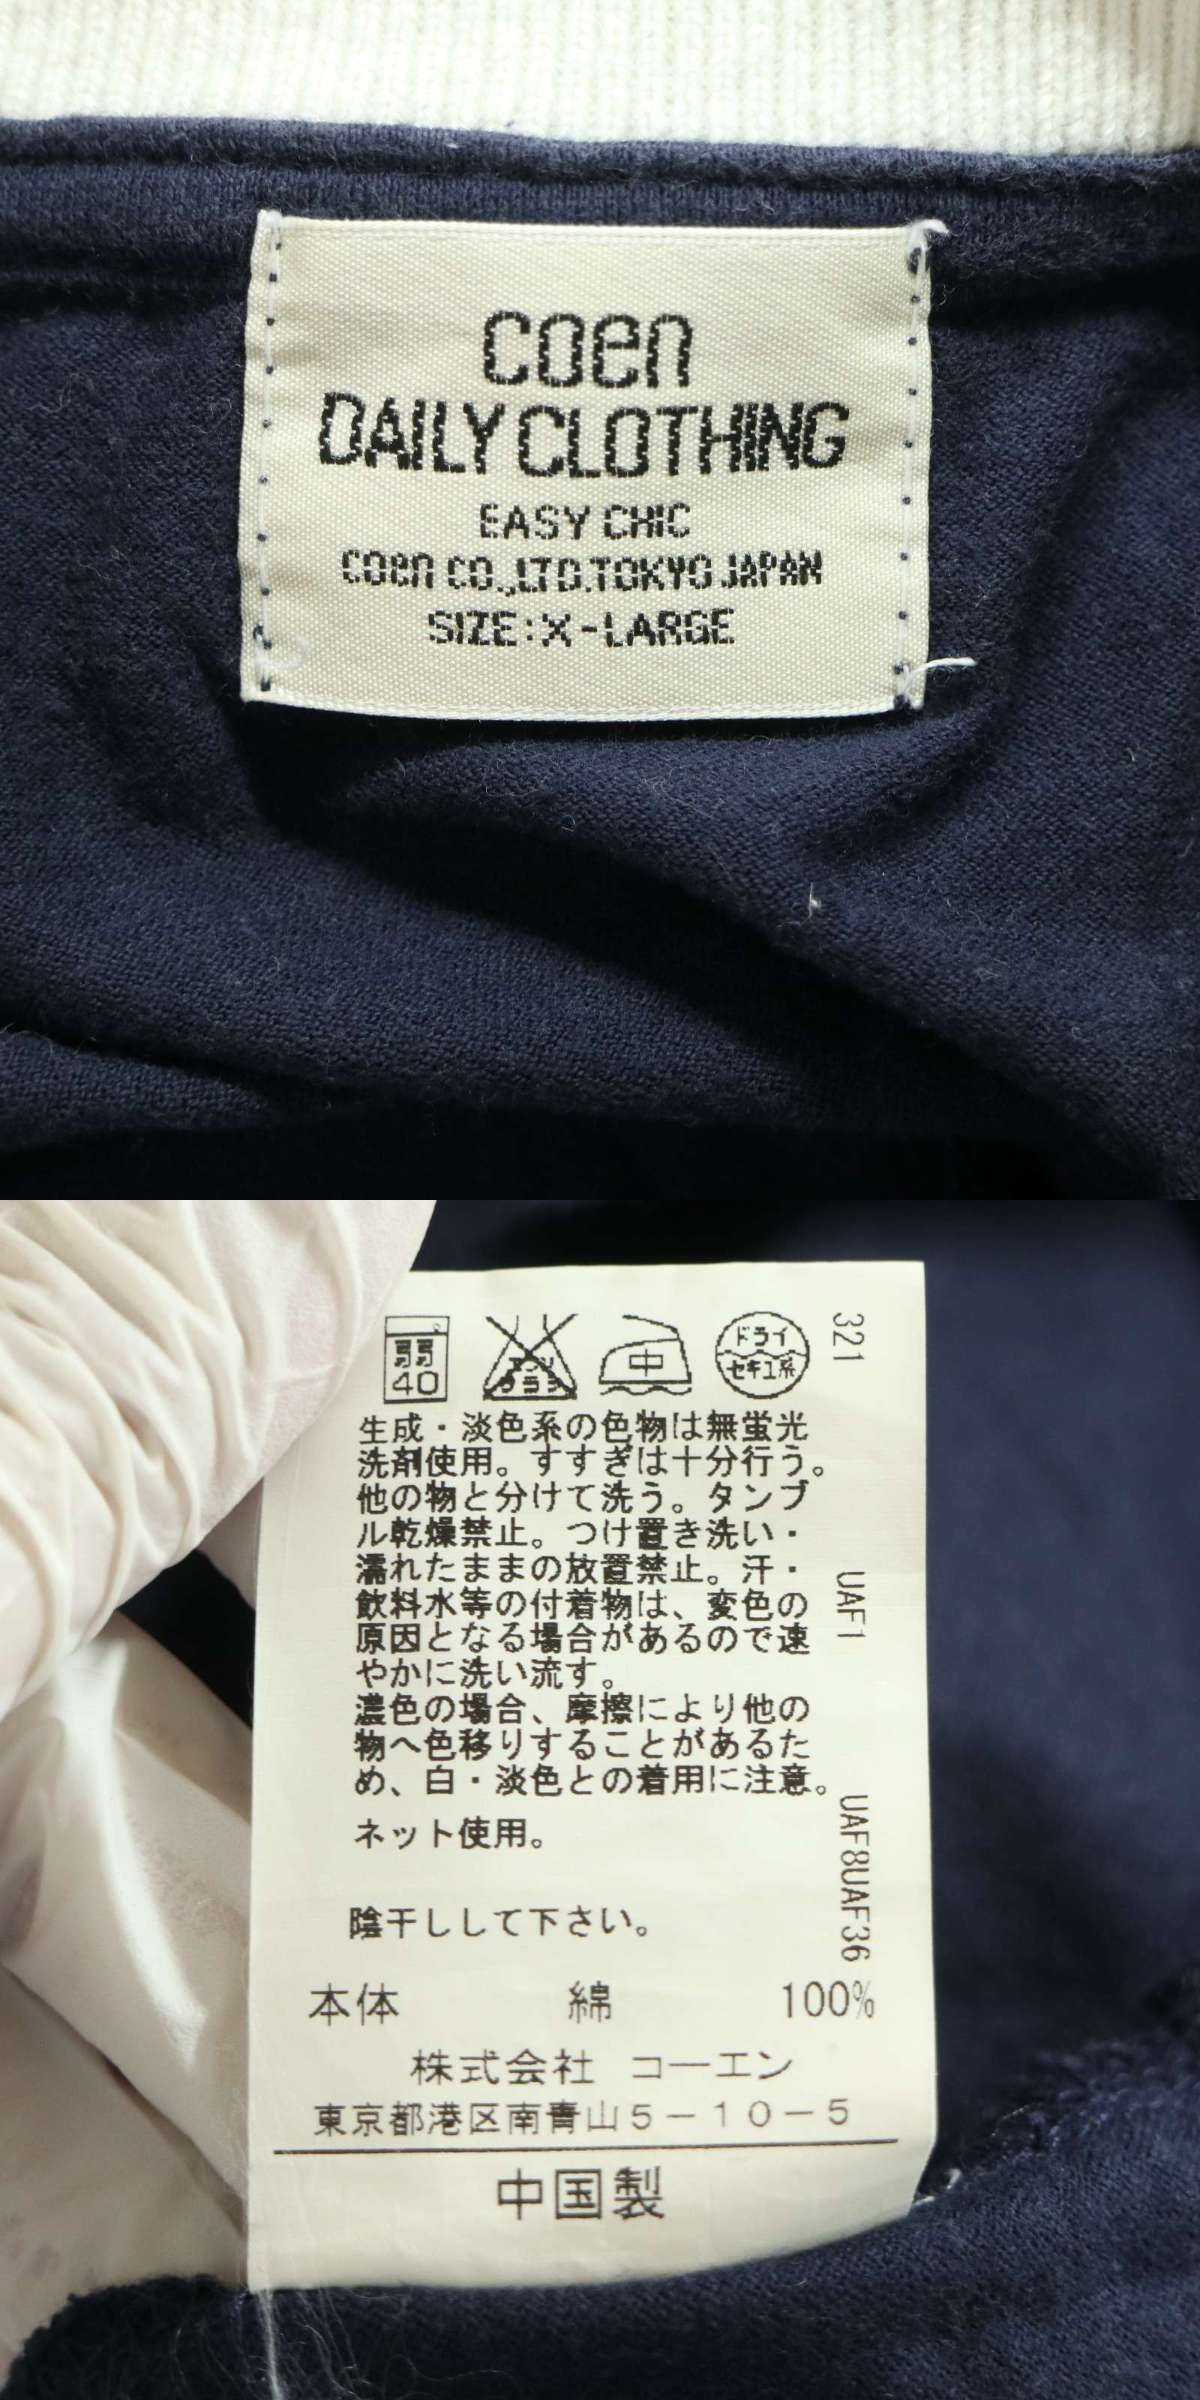 coen
DAILY CLOTHING
EASY CHIC
coen CO.,LTD.TOKYO JAPAN
SIZE:X-LARGE
弱
40
エンソ
サラシ
中
ドライ
セキユ系
321
生成・淡色系の色物は無蛍光
洗剤使用。すすぎは十分行う。
他の物と分けて洗う。タンブ
ル乾燥禁止。つけ置き洗い・
濡れたままの放置禁止。汗・
飲料水等の付着物は、変色の
原因となる場合があるので速
やかに洗い流す。
濃色の場合、摩擦により他の
物へ色移りすることがあるた
め、白・淡色との着用に注意。
ネット使用。
陰干しして下さい。
UAF1
UAF8UAF36
本体 綿 100%
株式会社 コーエン
東京都港区南青山5-10-5
中国製